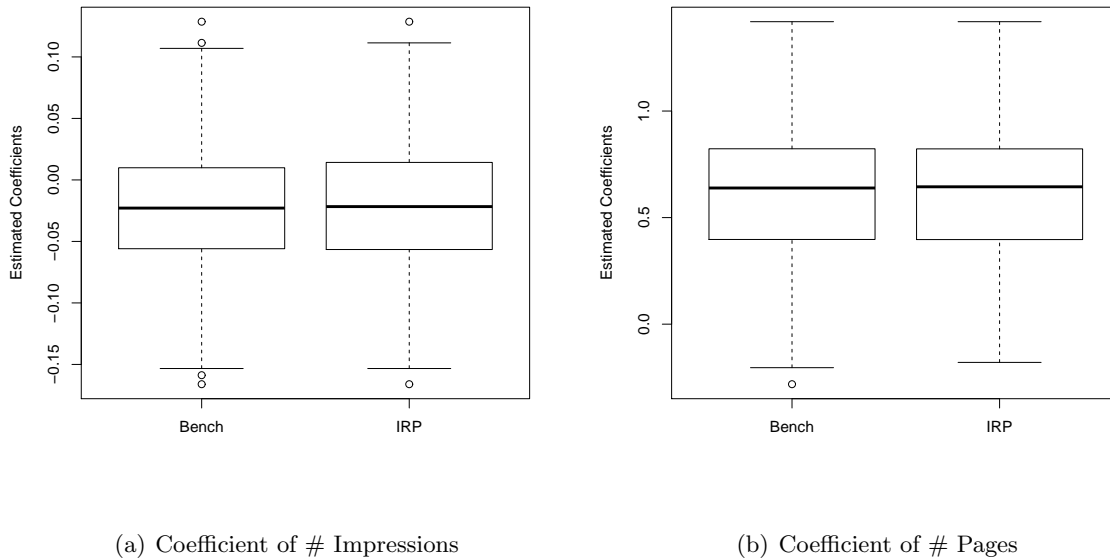 Estimated Coefficients
0.10
0.05
0.00
−0.05
−0.10
−0.15
Bench IRP
(a) Coefficient of # Impressions
Estimated Coefficients
1.0
0.5
0.0
Bench IRP
(b) Coefficient of # Pages